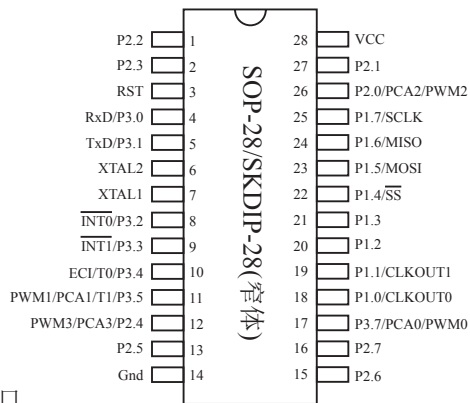 P2.2 1 28 VCC
P2.3 2 27 P2.1
RST 3 26 P2.0/PCA2/PWM2
RxD/P3.0 4 25 P1.7/SCLK
TxD/P3.1 5 24 P1.6/MISO
XTAL2 6 23 P1.5/MOSI
XTAL1 7 22 P1.4/SS
INT0/P3.2 8 21 P1.3
INT1/P3.3 9 20 P1.2
ECI/T0/P3.4 10 19 P1.1/CLKOUT1
PWM1/PCA1/T1/P3.5 11 18 P1.0/CLKOUT0
PWM3/PCA3/P2.4 12 17 P3.7/PCA0/PWM0
P2.5 13 16 P2.7
Gnd 14 15 P2.6
SOP-28/SKDIP-28(窄体)